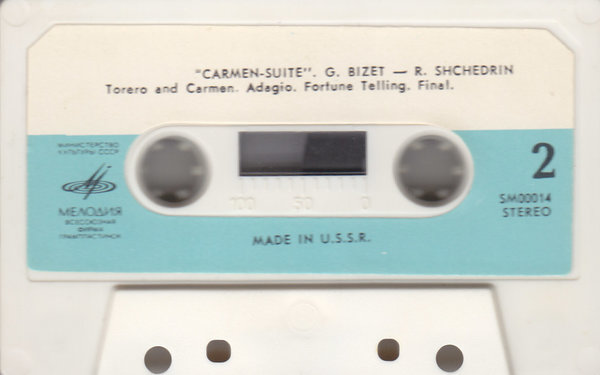 "CARMEN-SUITE". G. BIZET — R. SHCHEDRIN
Torero and Carmen. Adagio. Fortune Telling. Final.
МИНИСТЕРСТВО
КУЛЬТУРЫ СССР
МЕЛОДИЯ
ВСЕСОЮЗНАЯ
ФИРМА
ГРАМПЛАСТИНОК
2
SM00014
STEREO
100 50 0
MADE IN U.S.S.R.